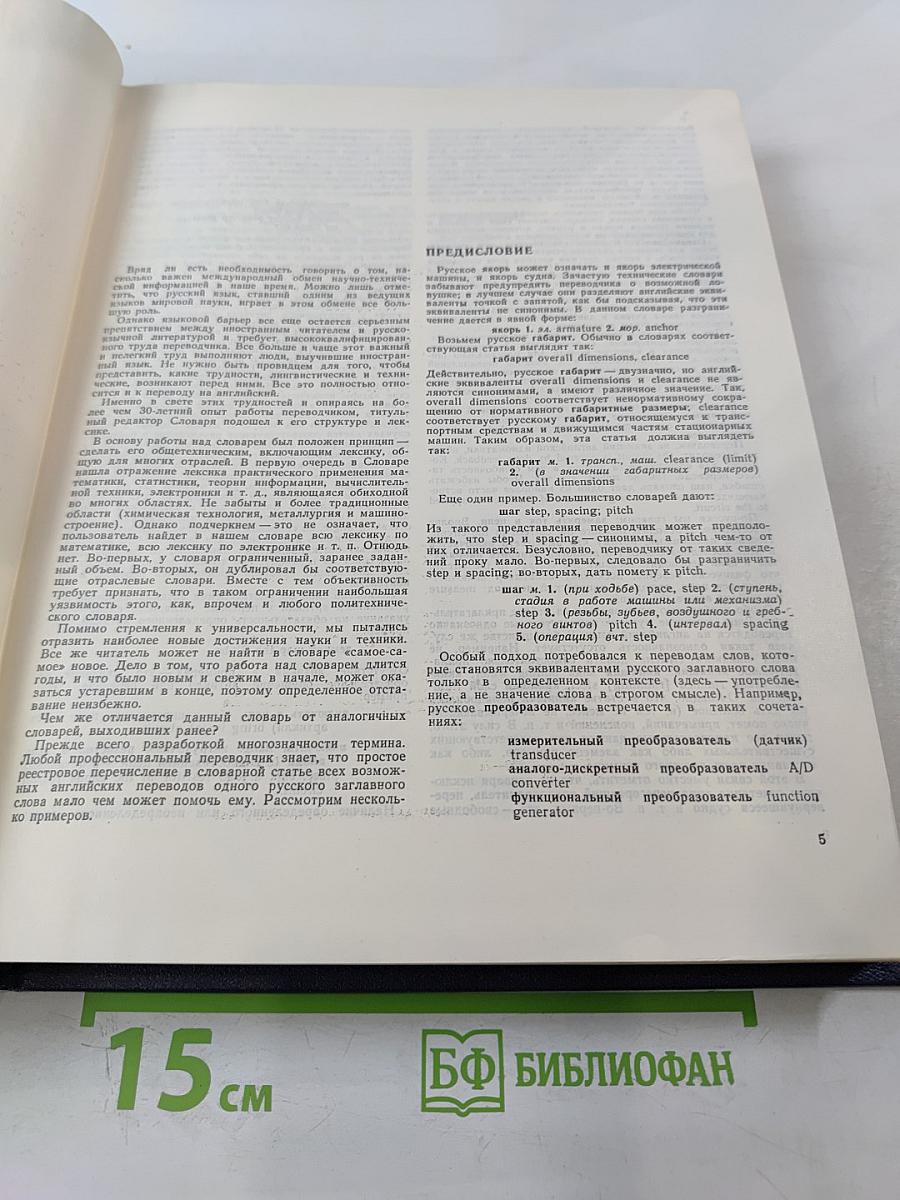 ПРЕДИСЛОВИЕ
Вряд ли есть необходимость говорить о том, на-
сколько важен международный обмен научно-техниче-
ской информацией в наше время. Можно лишь отме-
тить, что русский язык, ставший одним из ведущих
языков мировой науки, играет в этом обмене все боль-
шую роль.
Однако языковой барьер все еще остается серьезным
препятствием между иностранным читателем и русско-
язычной литературой и требует высококвалифицирован-
ного труда переводчика. Все больше и чаще этот важный
и нелегкий труд выполняют люди, выучившие иностран-
ный язык. Не нужно быть провидцем для того, чтобы
представить, какие трудности, лингвистические и техни-
ческие, возникают перед ними. Все это полностью отно-
сится и к переводу на английский.
Именно в свете этих трудностей и опираясь на бо-
лее чем 30-летний опыт работы переводчиком, титуль-
ный редактор Словаря подошел к его структуре и лек-
сике.
В основу работы над словарем был положен принцип —
сделать его общетехническим, включающим лексику, об-
щую для многих отраслей. В первую очередь в Словаре
нашла отражение лексика практического применения ма-
тематики, статистики, теории информации, вычислитель-
ной техники, электроники и т. д., являющаяся обиходной
во многих областях. Не забыты и более традиционные
области (химическая технология, металлургия и машино-
строение). Однако подчеркнем — это не означает, что
пользователь найдет в нашем словаре всю лексику по
математике, всю лексику по электронике и т. п. Отнюдь
нет. Во-первых, у словаря ограниченный, заранее задан-
ный объем. Во-вторых, он дублировал бы соответствую-
щие отраслевые словари. Вместе с тем объективность
требует признать, что в таком ограничении наибольшая
уязвимость этого, как, впрочем и любого политехниче-
ского словаря.
Помимо стремления к универсальности, мы пытались
отразить наиболее новые достижения науки и техники.
Все же читатель может не найти в словаре «самое-са-
мое» новое. Дело в том, что работа над словарем длится
годы, и что было новым и свежим в начале, может ока-
заться устаревшим в конце, поэтому определенное отста-
вание неизбежно.
Чем же отличается данный словарь от аналогичных
словарей, выходивших ранее?
Прежде всего разработкой многозначности термина.
Любой профессиональный переводчик знает, что простое
реестровое перечисление в словарной статье всех возмож-
ных английских переводов одного русского заглавного
слова мало чем может помочь ему. Рассмотрим несколь-
ко примеров.
Русское якорь может означать и якорь электрической
машины, и якорь судна. Зачастую технические словари
забывают предупредить переводчика о возможной ло-
вушке; в лучшем случае они разделяют английские экви-
валенты точкой с запятой, как бы подсказывая, что эти
эквиваленты не синонимы. В данном словаре разграни-
чение дается в явной форме:
якорь 1. эл. armature 2. мор. anchor
Возьмем русское габарит. Обычно в словарях соответ-
ствующая статья выглядит так:
габарит overall dimensions, clearance
Действительно, русское габарит — двузначно, но англий-
ские эквиваленты overall dimensions и clearance не яв-
ляются синонимами, а имеют различное значение. Так,
overall dimensions соответствует ненормативному сокра-
щению от нормативного габаритные размеры; clearance
соответствует русскому габарит, относящемуся к транс-
портным средствам и движущимся частям стационарных
машин. Таким образом, эта статья должна выглядеть
так:
габарит м. 1. трансп., маш. clearance (limit)
2. (в значении габаритных размеров)
overall dimensions
Еще один пример. Большинство словарей дают:
шаг step, spacing; pitch
Из такого представления переводчик может предполо-
жить, что step и spacing — синонимы, а pitch чем-то от
них отличается. Безусловно, переводчику от таких сведе-
ний проку мало. Во-первых, следовало бы разграничить
step и spacing; во-вторых, дать помету к pitch.
шаг м. 1. (при ходьбе) pace, step 2. (ступень,
стадия в работе машины или механизма)
step 3. (резьбы, зубьев, воздушного и греб-
ного винтов) pitch 4. (интервал) spacing
5. (операция) вчт. step
Особый подход потребовался к переводам слов, кото-
рые становятся эквивалентами русского заглавного слова
только в определенном контексте (здесь — употребле-
ние, а не значение слова в строгом смысле). Например,
русское преобразователь встречается в таких сочета-
ниях:
измерительный преобразователь (датчик)
transducer
аналого-дискретный преобразователь A/D
converter
функциональный преобразователь function
generator
5
15 см
БФ БИБЛИОФАН